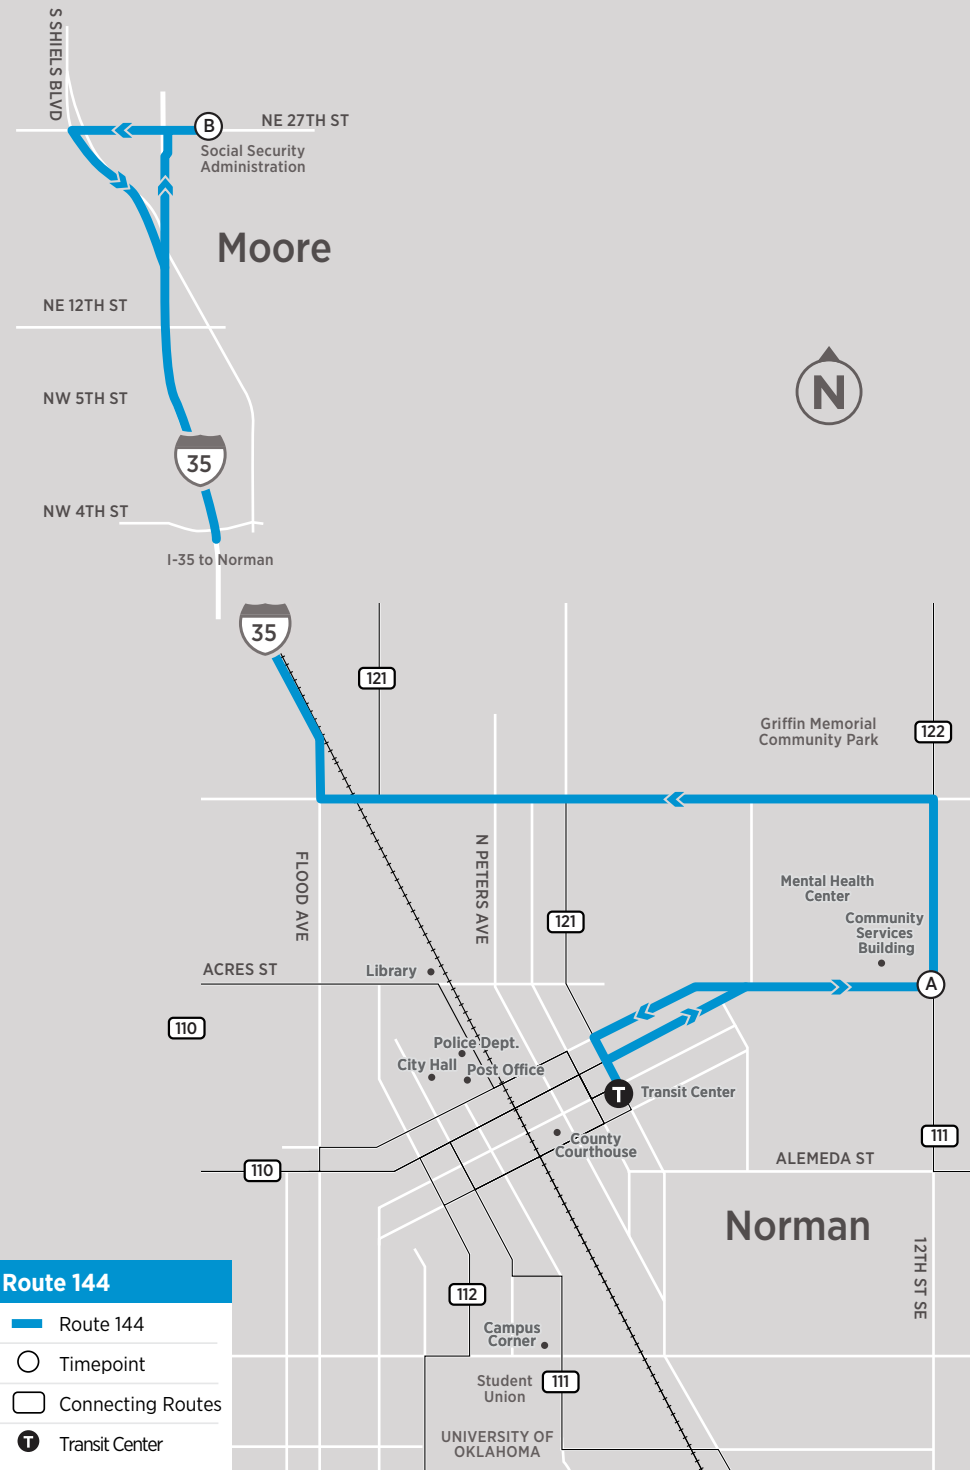 S SHIELS BLVD
B
NE 27TH ST
Social Security
Administration
Moore
NE 12TH ST
N
NW 5TH ST
35
NW 4TH ST
I-35 to Norman
35
121
Griffin Memorial
Community Park
122
FLOOD AVE
N PETERS AVE
Mental Health
Center
121
Community
Services
Building
ACRES ST
Library
A
110
Police Dept.
City Hall
Post Office
T
Transit Center
County
Courthouse
111
110
ALEMEDA ST
Norman
12TH ST SE
112
Campus
Corner
Student
Union
111
UNIVERSITY OF
OKLAHOMA
Route 144
Route 144
Timepoint
Connecting Routes
T
Transit Center